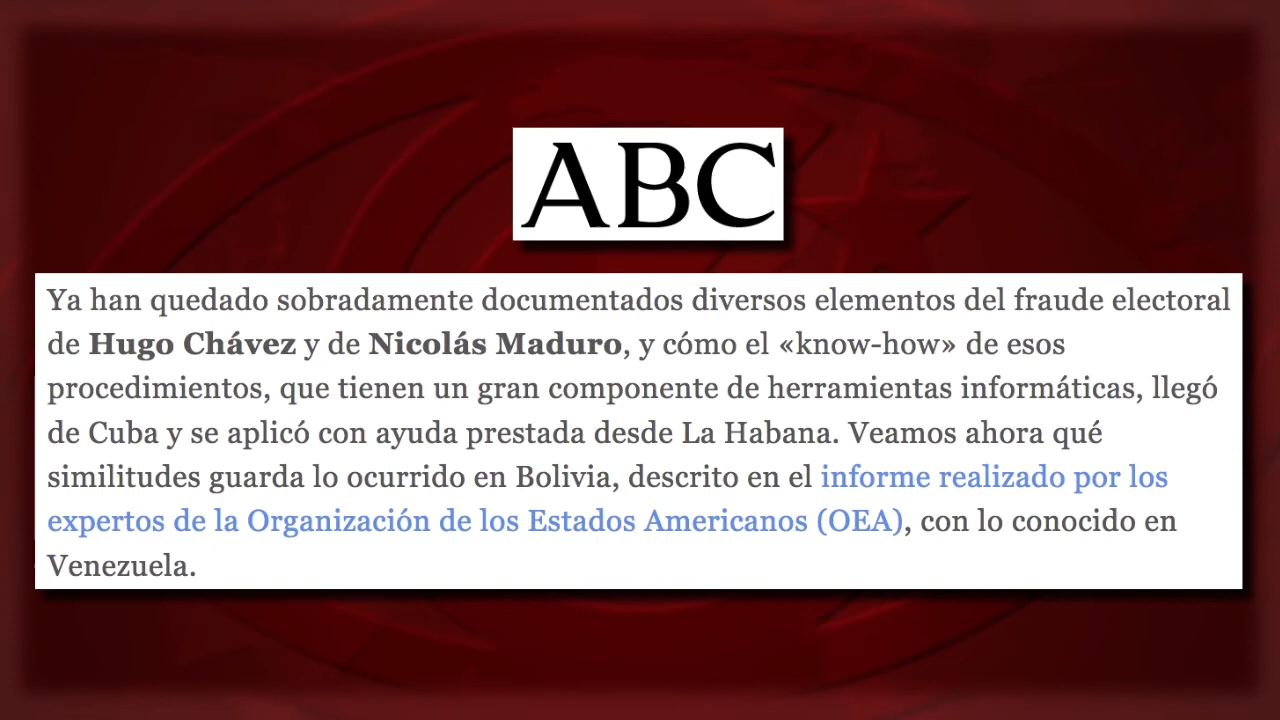 ABC
Ya han quedado sobradamente documentados diversos elementos del fraude electoral
de Hugo Chávez y de Nicolás Maduro, y cómo el «know-how» de esos
procedimientos, que tienen un gran componente de herramientas informáticas, llegó
de Cuba y se aplicó con ayuda prestada desde La Habana. Veamos ahora qué
similitudes guarda lo ocurrido en Bolivia, descrito en el informe realizado por los
expertos de la Organización de los Estados Americanos (OEA), con lo conocido en
Venezuela.